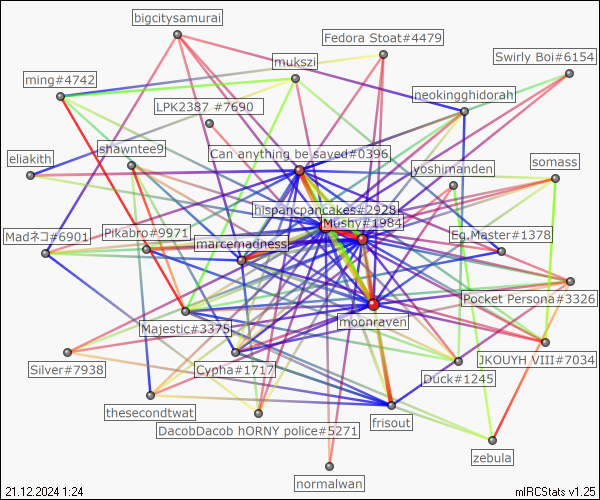 bigcitysamurai
Fedora Stoat#4479
Swirly Boi#6154
mukszi
ming#4742
neokingghidorah
LPK2387 #7690
shawntee9
Can anything be saved#0396
eliakith
yoshimanden
somass
hispancpancakes#2928
Mushy#1984
Madネコ#6901
Pikabro#9971
marcemadness
Eq.Master#1378
Pocket Persona#3326
Majestic#3375
moonraven
JKOUYH VIII#7034
Silver#7938
Cypha#1717
Duck#1245
thesecondtwat
DacobDacob hORNY police#5271
frisout
zebula
normalwan
21.12.2024 1:24
mIRCStats v1.25